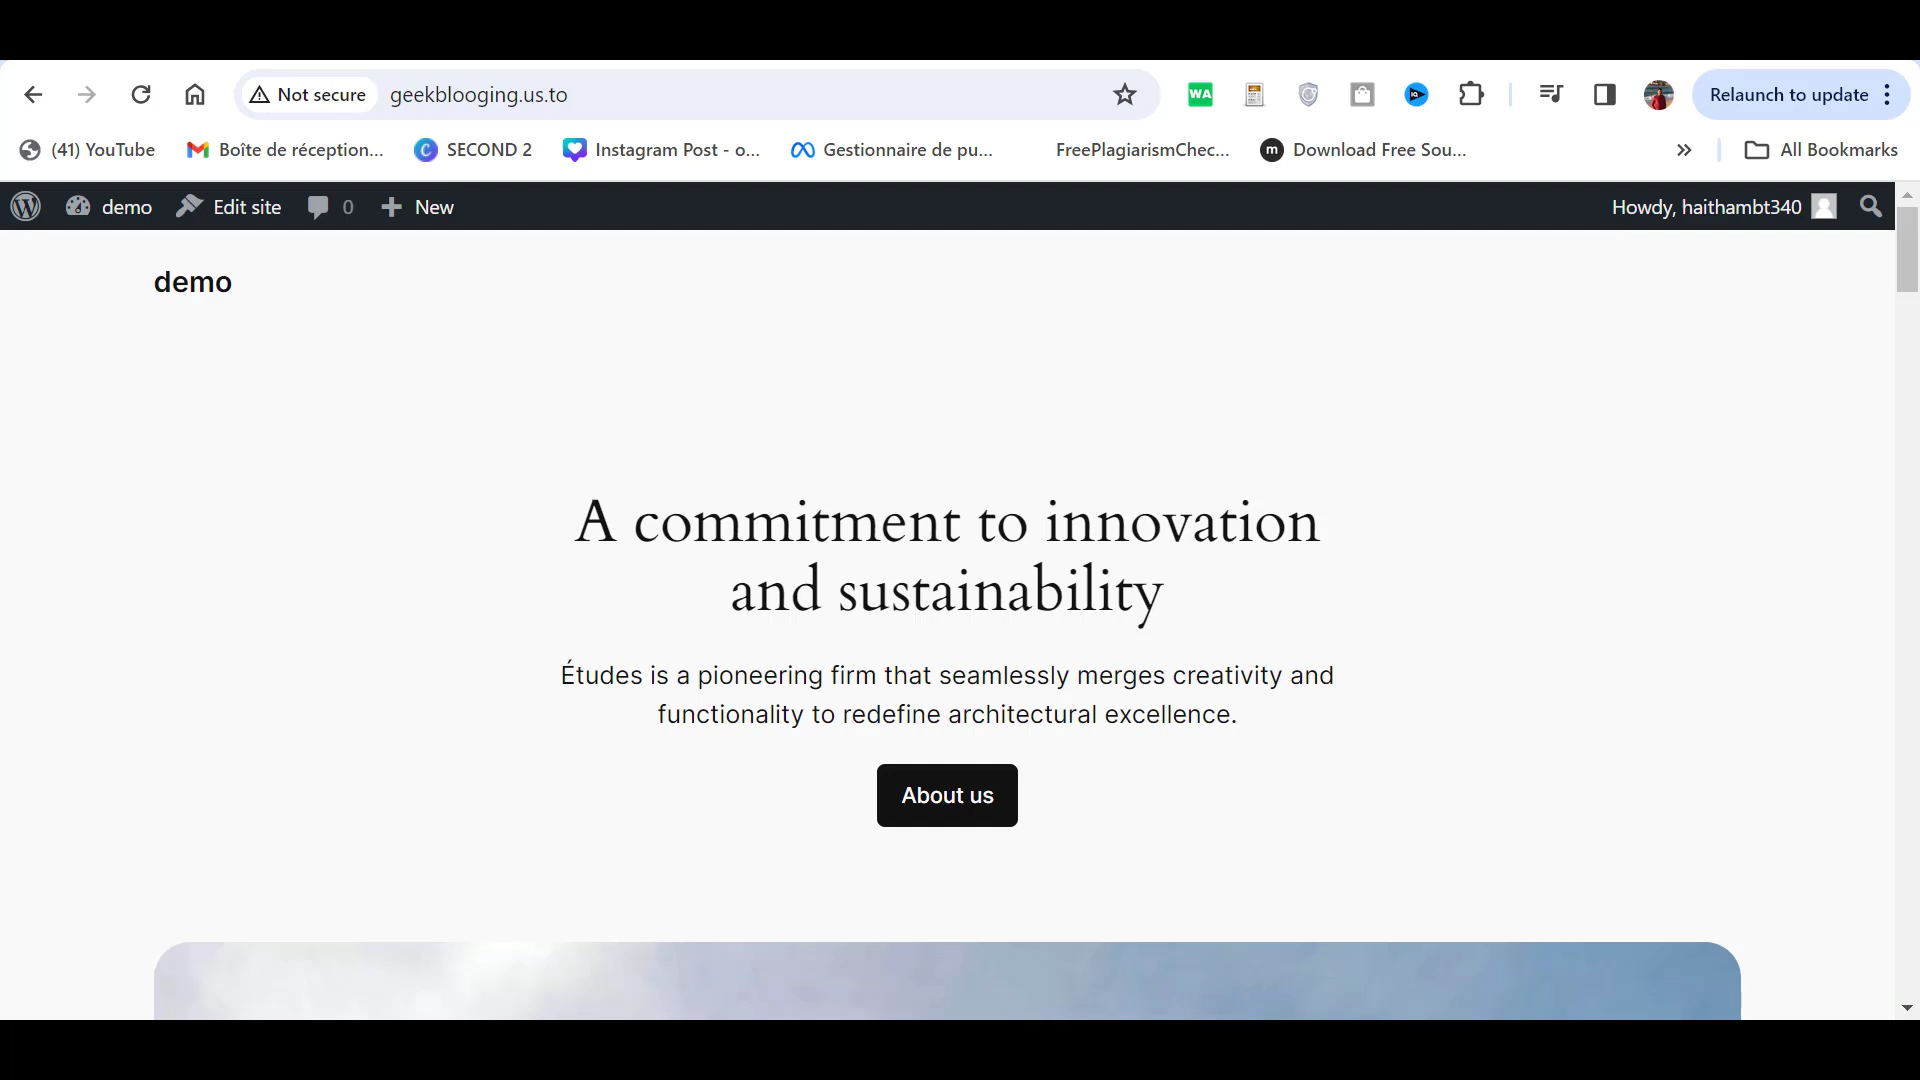 Not secure geekblooging.us.to WA Relaunch to update
(41) YouTube Boîte de réception... C SECOND 2 Instagram Post - o... Gestionnaire de pu... FreePlagiarismChec... m Download Free Sou... All Bookmarks
demo Edit site 0 New Howdy, haithambt340
demo
A commitment to innovation
and sustainability
Études is a pioneering firm that seamlessly merges creativity and
functionality to redefine architectural excellence.
About us